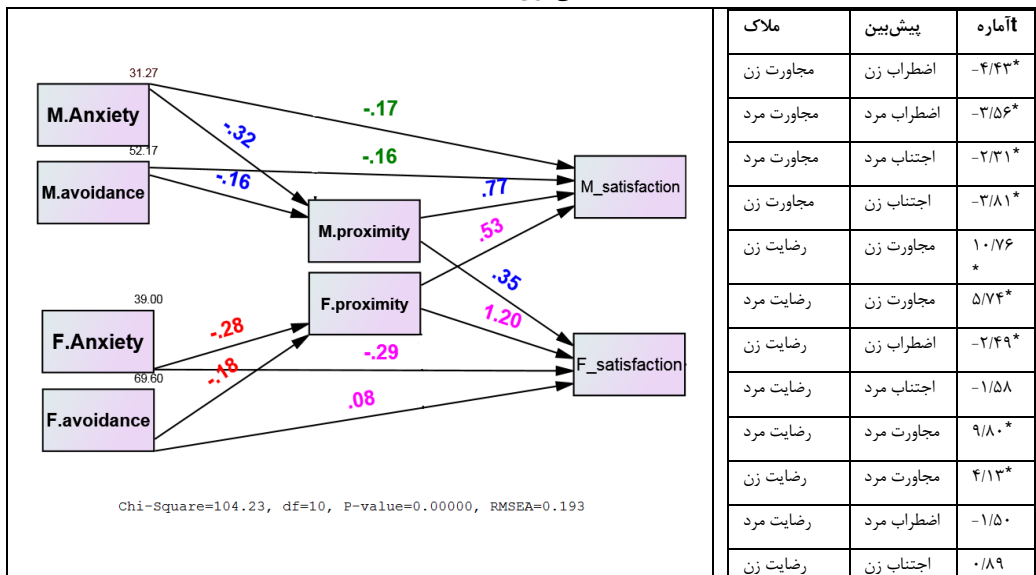 31.27
M.Anxiety
-.17
-.32
52.17
-.16
M.avoidance
-.16
M_satisfaction
.77
M.proximity
.53
39.00
F.proximity
.35
F.Anxiety
-.28
1.20
-.29
F_satisfaction
69.60
-.18
F.avoidance
.08
Chi-Square=104.23, df=10, P-value=0.00000, RMSEA=0.193
ملاک پیش‌بین آماره t
مجاورت زن اضطراب زن -۴/۴۳*
مجاورت مرد اضطراب مرد -۳/۵۶*
مجاورت مرد اجتناب مرد -۲/۳۱*
مجاورت زن اجتناب زن -۳/۸۱*
رضایت زن مجاورت زن ۱۰/۷۶
*
رضایت مرد مجاورت زن ۵/۷۴*
رضایت زن اضطراب زن -۲/۴۹*
رضایت مرد اجتناب مرد -۱/۵۸
رضایت مرد مجاورت مرد ۹/۸۰*
رضایت زن مجاورت مرد ۴/۱۳*
رضایت مرد اضطراب مرد -۱/۵۰
رضایت زن اجتناب زن ۰/۸۹